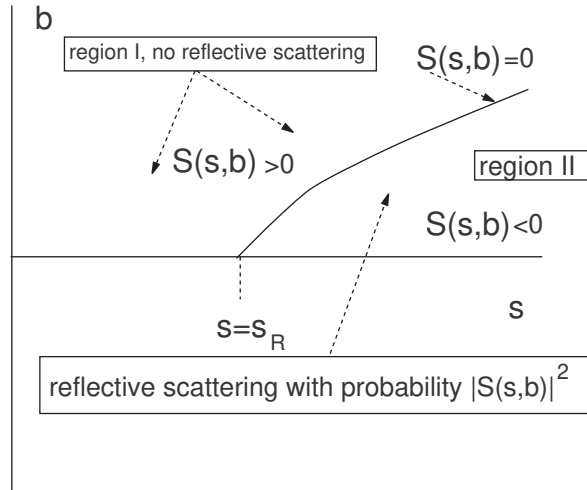 b
region I, no reflective scattering
S(s,b)=0
S(s,b) >0
region II
S(s,b)<0
s=s_R
s
reflective scattering with probability |S(s,b)|^2